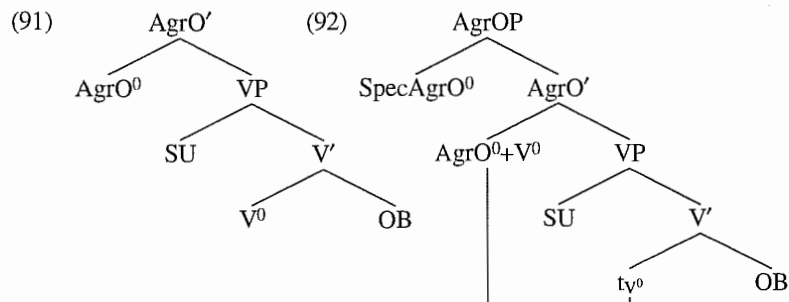 (91) AgrO′ (92) AgrOP
AgrO⁰ VP SpecAgrO⁰ AgrO′
SU V′ AgrO⁰+V⁰ VP
V⁰ OB SU V′
tV⁰ OB